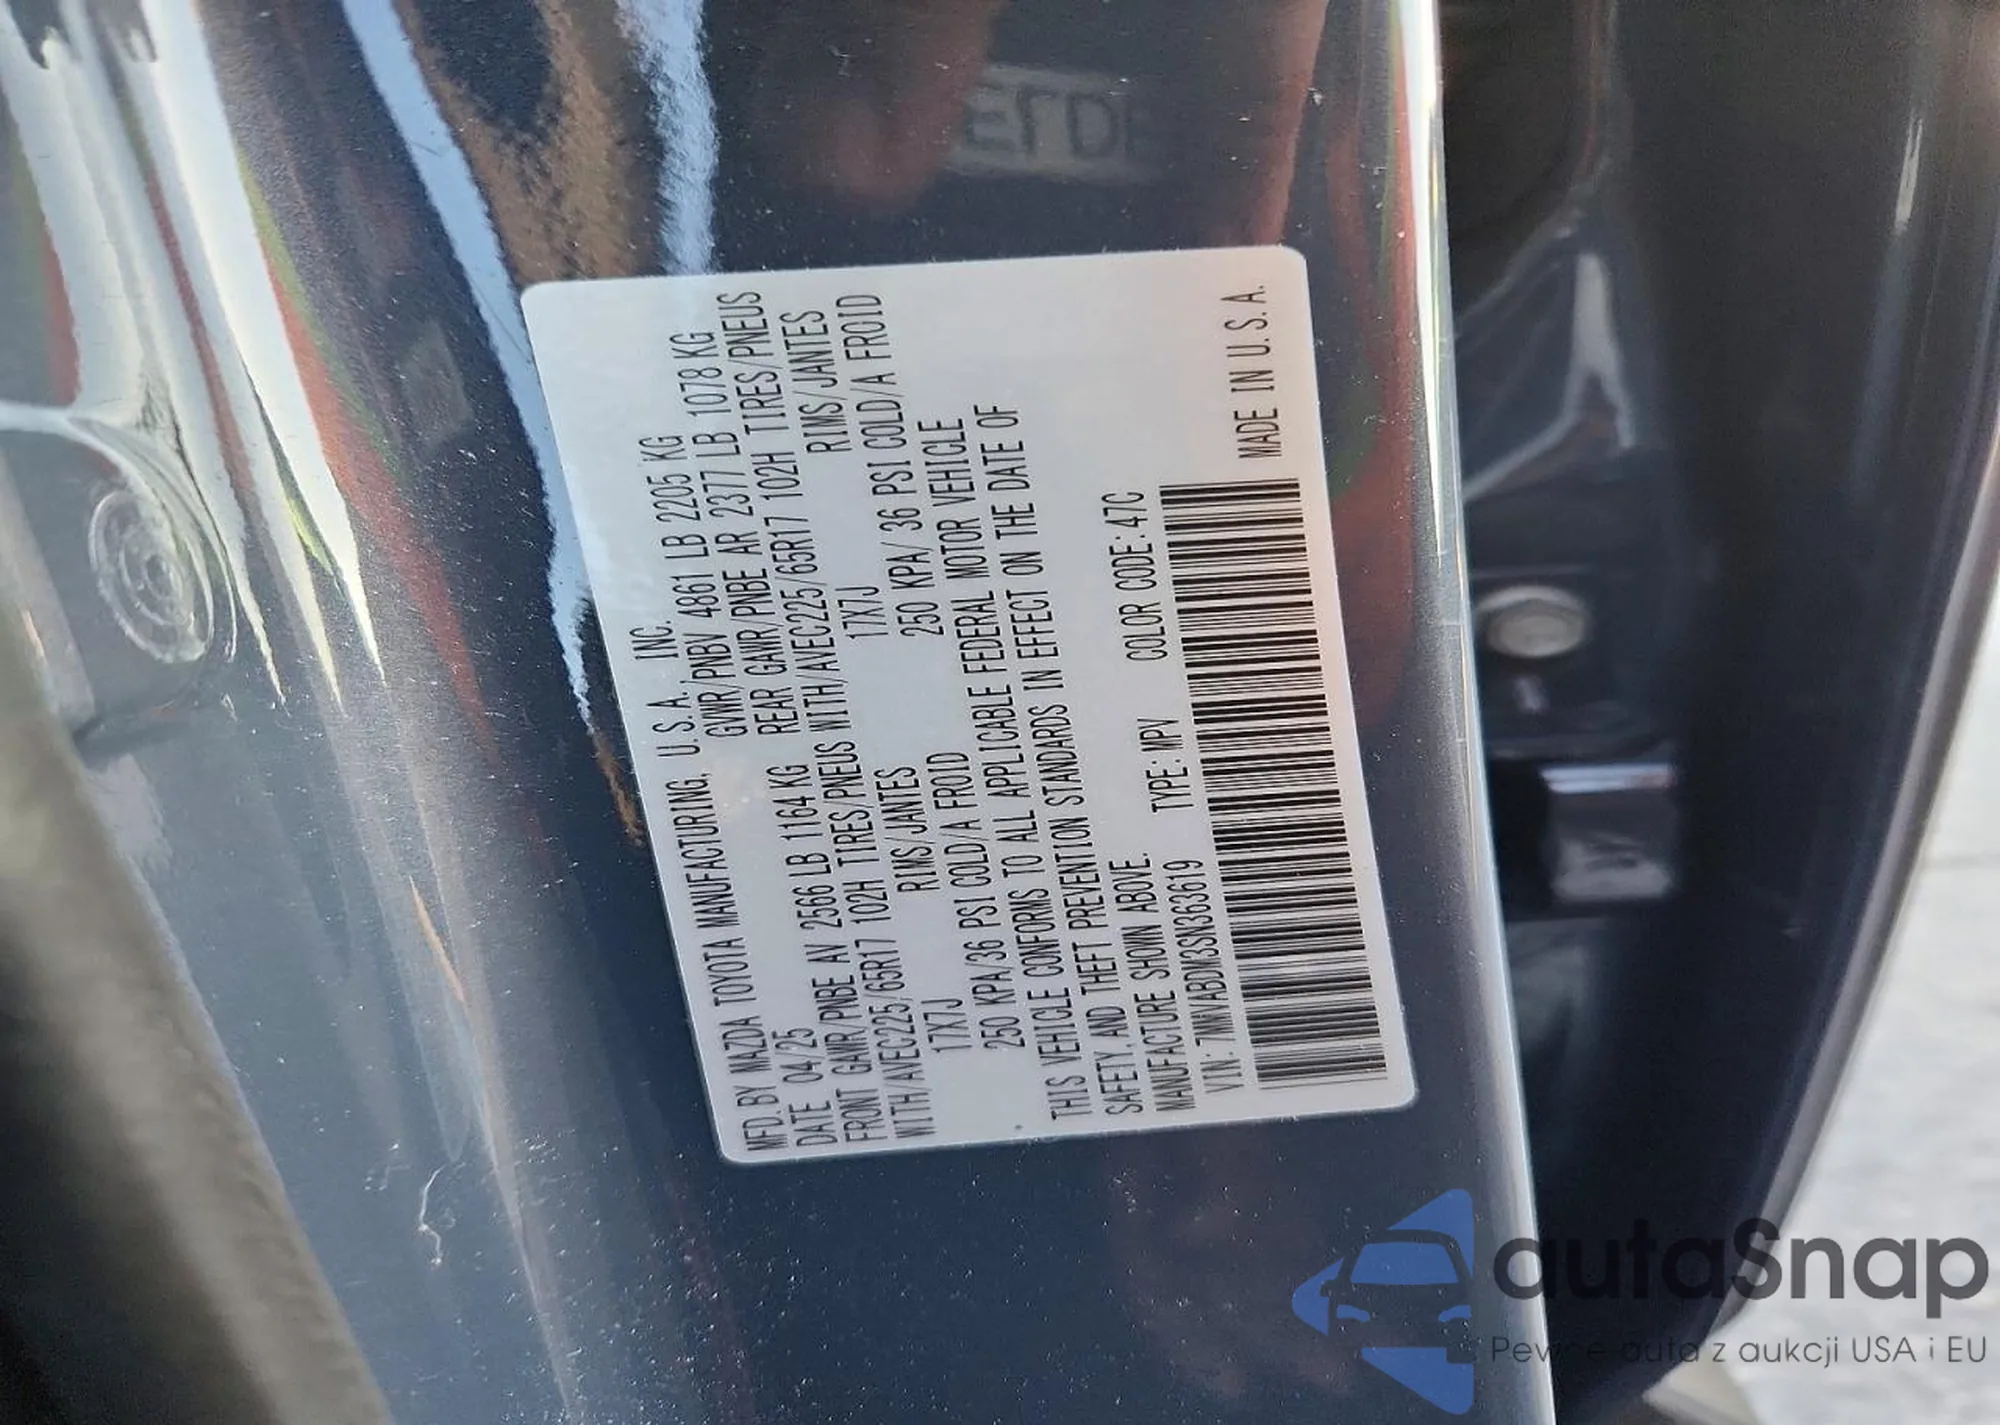 MFD.BY MAZDA TOYOTA MANUFACTURING, U.S.A. INC.
DATE 04/25 GVWR/PNBV 4861 LB 2205 KG
FRONT GAWR/PNBE AV 2566 LB 1164 KG REAR GAWR/PNBE AR 2377 LB 1078 KG
WITH/AVEC225/65R17 102H TIRES/PNEUS WITH/AVEC225/65R17 102H TIRES/PNEUS
17X7J RIMS/JANTES 17X7J RIMS/JANTES
250 KPA/36 PSI COLD/A FROID 250 KPA/ 36 PSI COLD/A FROID
THIS VEHICLE CONFORMS TO ALL APPLICABLE FEDERAL MOTOR VEHICLE
SAFETY AND THEFT PREVENTION STANDARDS IN EFFECT ON THE DATE OF
MANUFACTURE SHOWN ABOVE.
VIN:7MMVABDM3SN363619 TYPE:MPV COLOR CODE:47C
MADE IN U.S.A.
autaSnap
Pewne auta z aukcji USA i EU